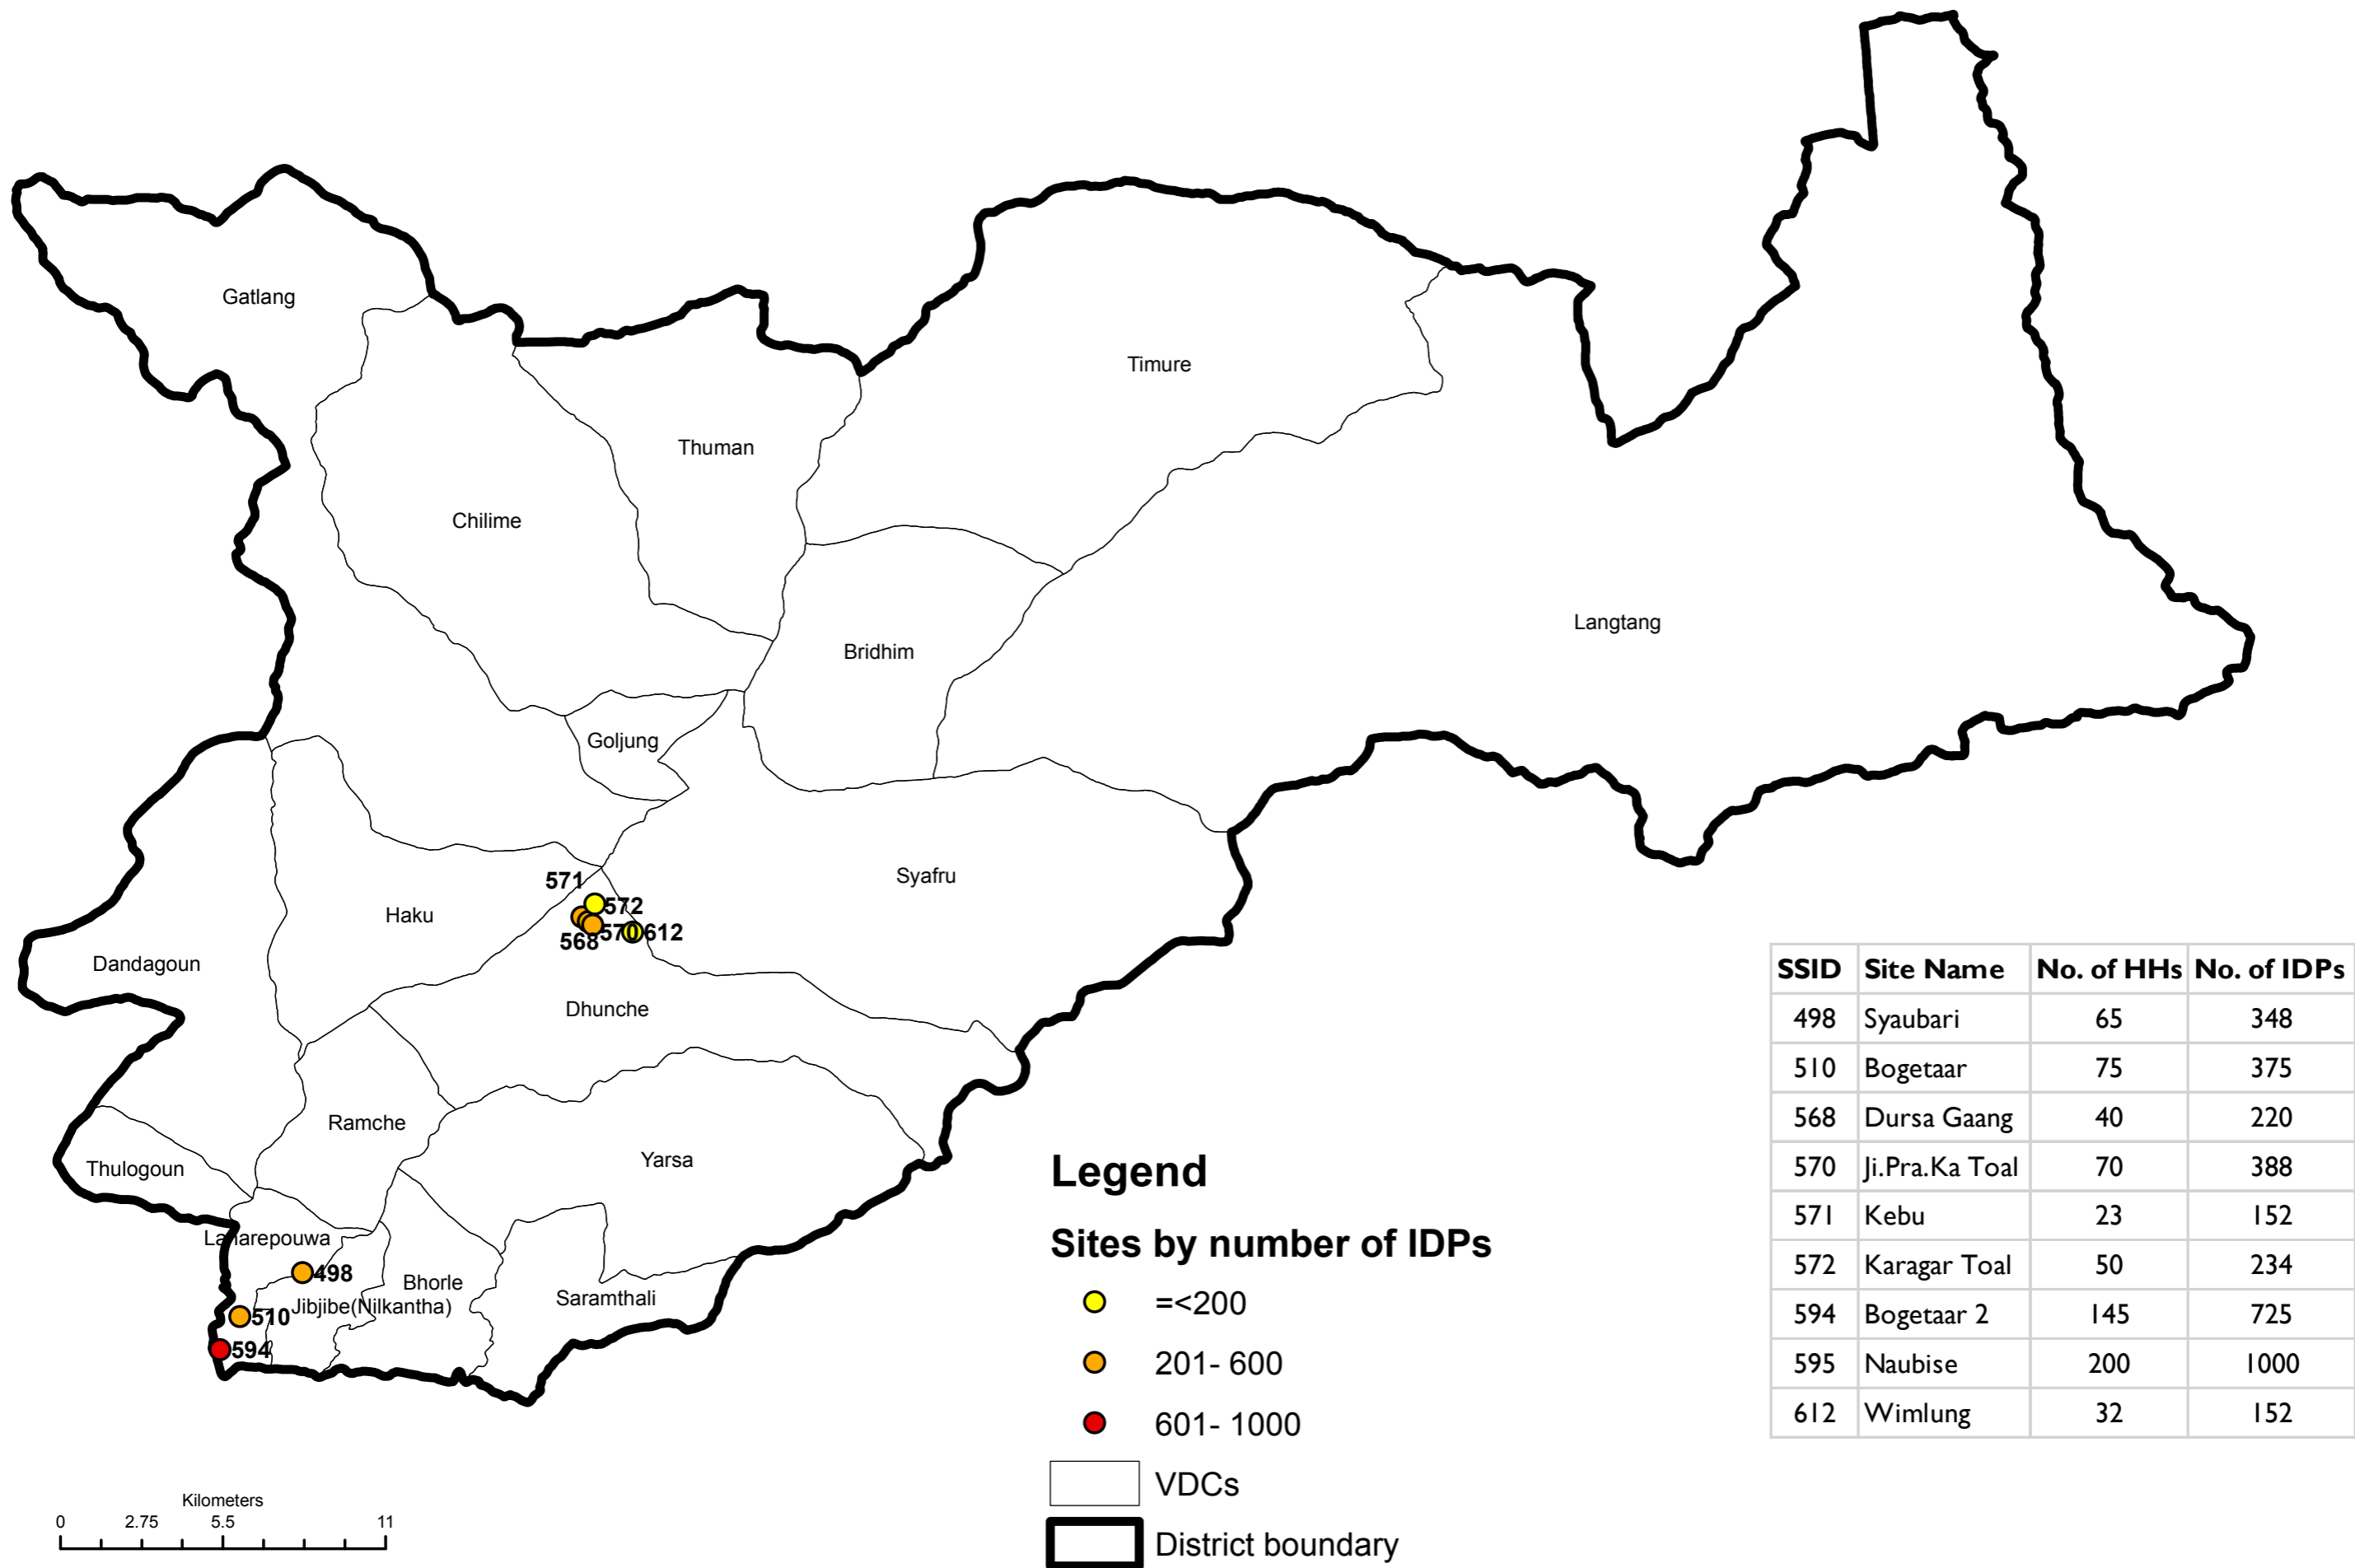 Gatlang
Timure
Thuman
Chilime
Langtang
Bridhim
Goljung
Syafru
571
572
Haku
568
570
612
Dandagoun
Dhunche
Ramche
Yarsa
Thulogoun
Laharepouwa
498
Bhorle
Jibjibe(Nilkantha)
Saramthali
510
594
SSID Site Name No. of HHs No. of IDPs
498 Syaubari 65 348
510 Bogetaar 75 375
568 Dursa Gaang 40 220
570 Ji.Pra.Ka Toal 70 388
571 Kebu 23 152
572 Karagar Toal 50 234
594 Bogetaar 2 145 725
595 Naubise 200 1000
612 Wimlung 32 152
Legend
Sites by number of IDPs
=<200
201- 600
601- 1000
VDCs
District boundary
Kilometers
0 2.75 5.5 11